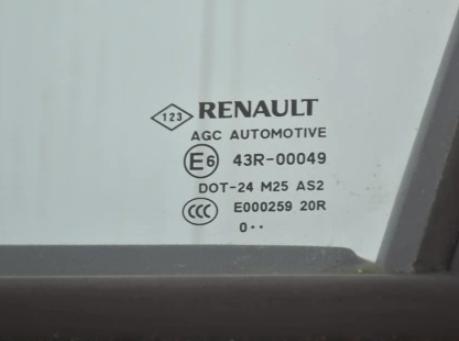 123 RENAULT
AGC AUTOMOTIVE
E6 43R-00049
DOT-24 M25 AS2
CCC E000259 20R
0··